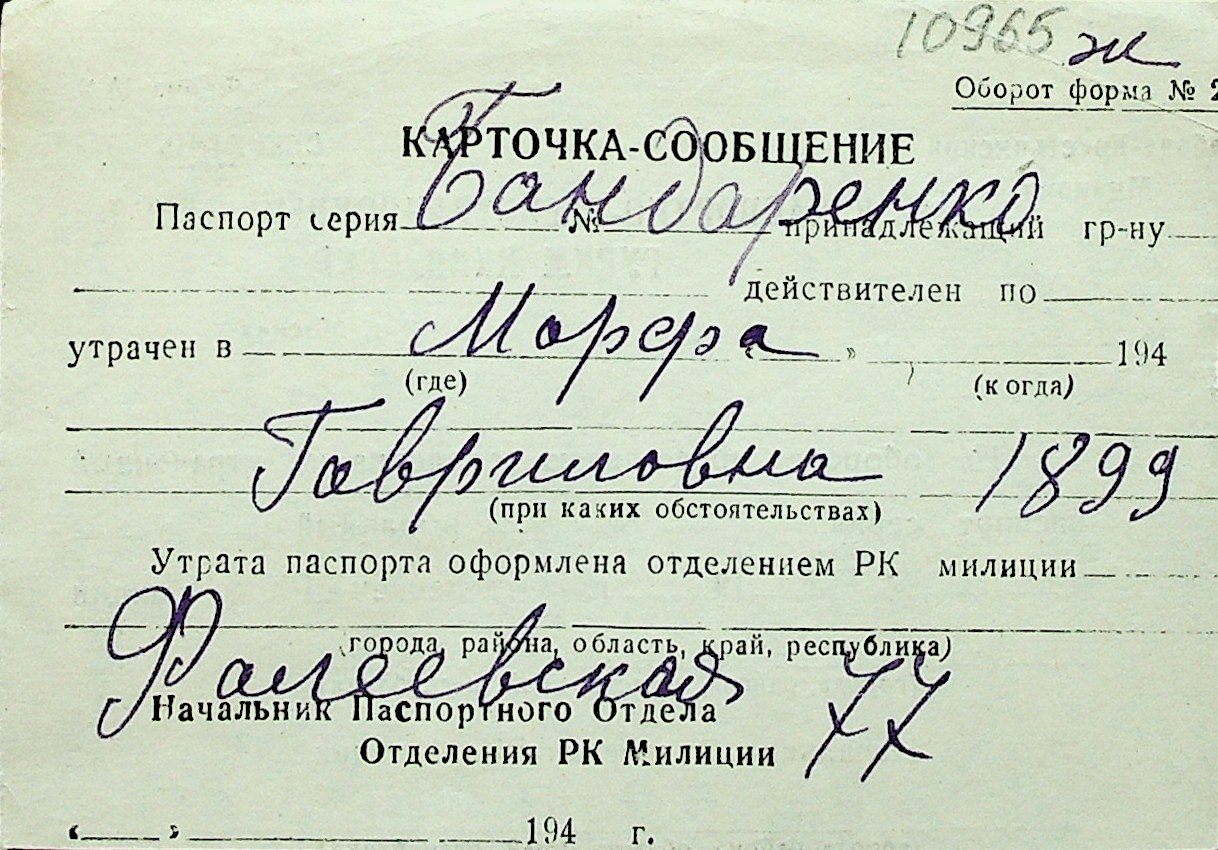 10965 ж
Оборот форма № 2
КАРТОЧКА-СООБЩЕНИЕ
Бандаренко
Паспорт серия № принадлежащий гр-ну
действителен по
Марфа
утрачен в « » 194
(где) (когда)
Гавриловна 1899
(при каких обстоятельствах)
Утрата паспорта оформлена отделением РК милиции
(города, района, область, край, республика)
Фалеевская 77
Начальник Паспортного Отдела
Отделения РК Милиции
« » 194 г.